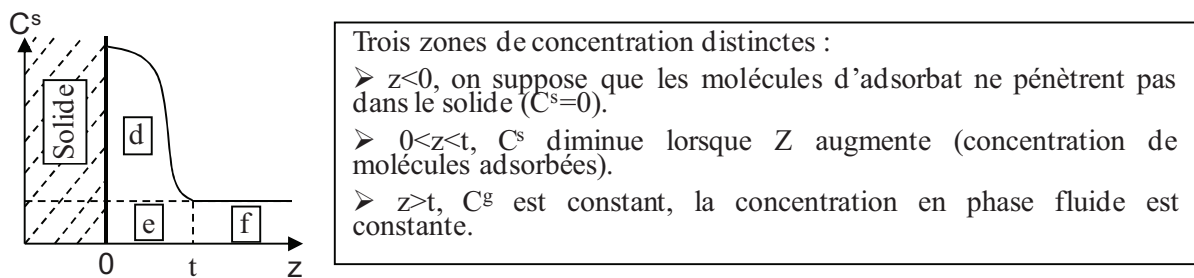 Cˢ
Solide
d
e
f
0
t
z
Trois zones de concentration distinctes :
➢ z<0, on suppose que les molécules d’adsorbat ne pénètrent pas
dans le solide (Cˢ=0).
➢ 0<z<t, Cˢ diminue lorsque Z augmente (concentration de
molécules adsorbées).
➢ z>t, Cᵍ est constant, la concentration en phase fluide est
constante.